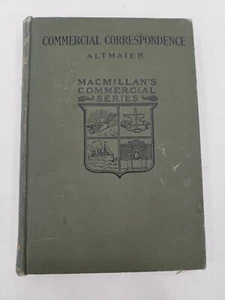 COMMERCIAL CORRESPONDENCE
ALTMAIER
MACMILLAN'S
COMMERCIAL
SERIES